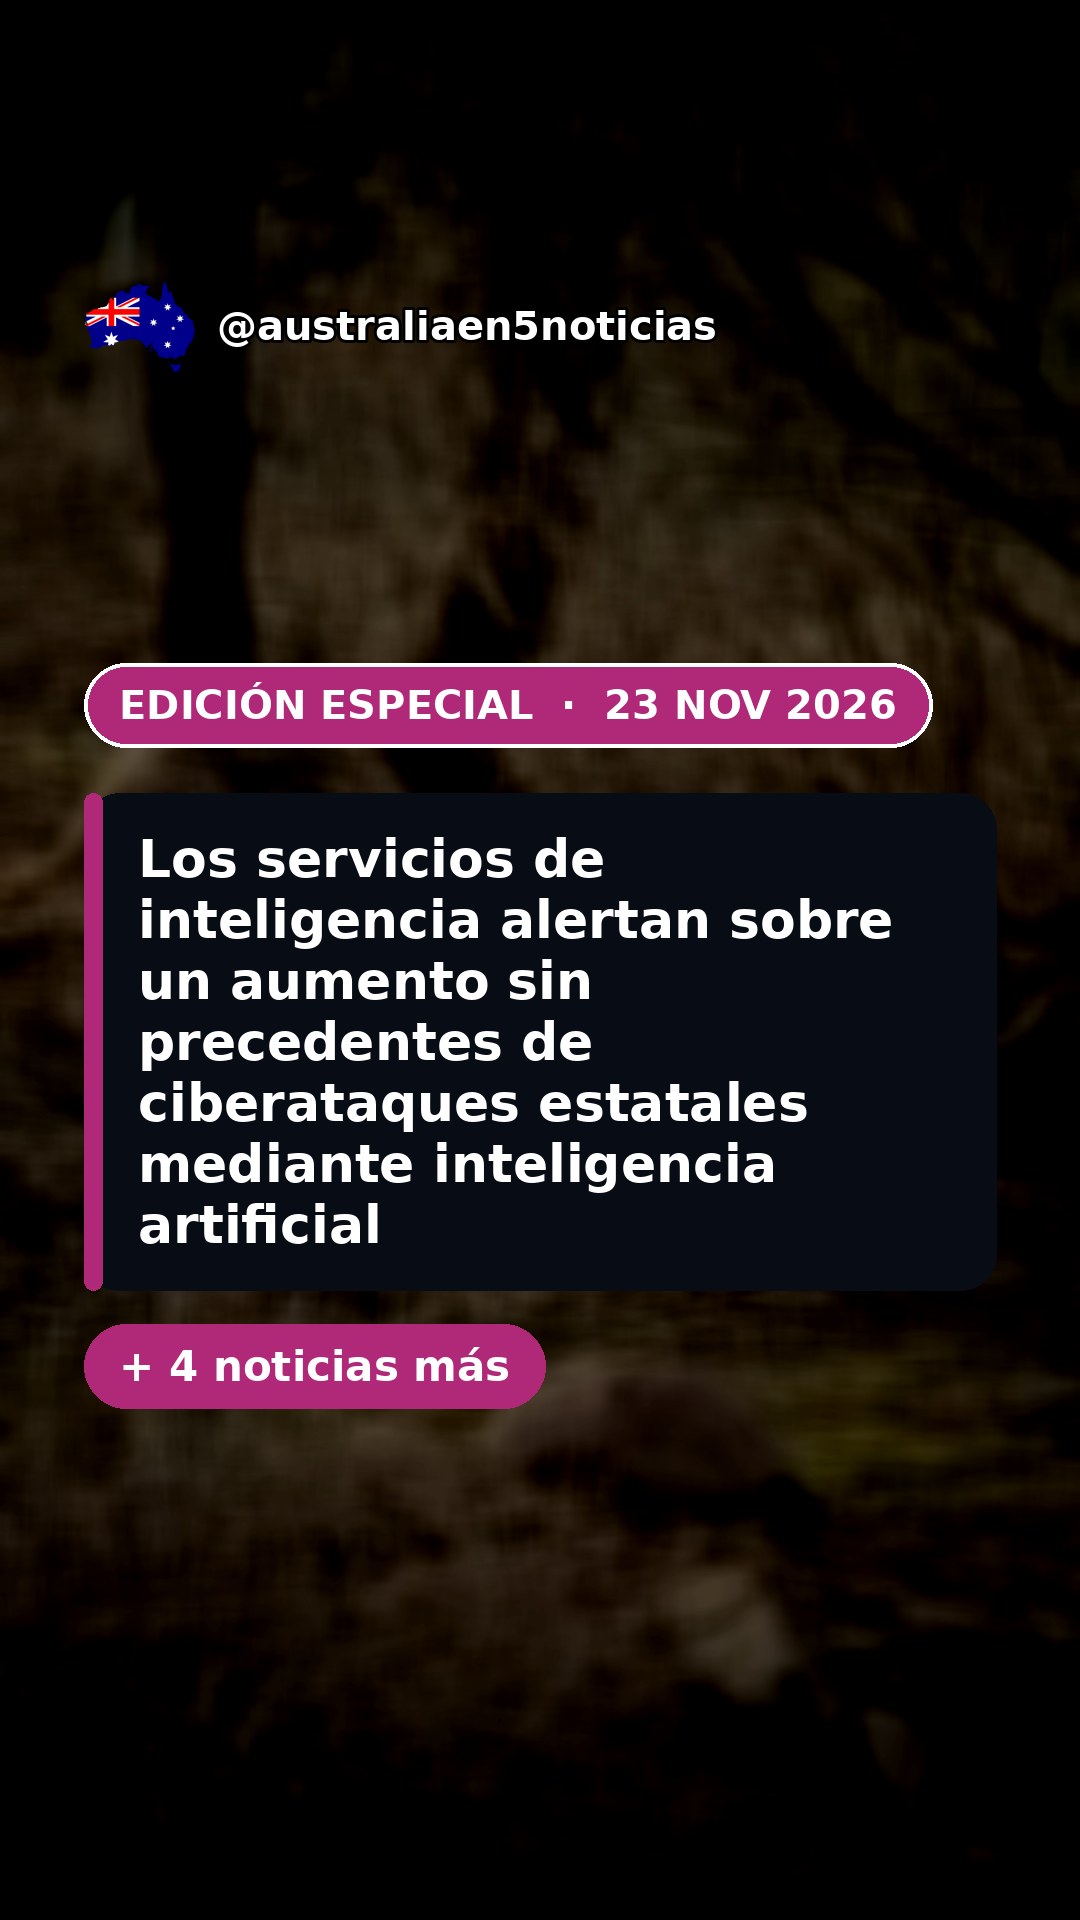 @australiaen5noticias
EDICIÓN ESPECIAL · 23 NOV 2026
Los servicios de
inteligencia alertan sobre
un aumento sin
precedentes de
ciberataques estatales
mediante inteligencia
artificial
+ 4 noticias más